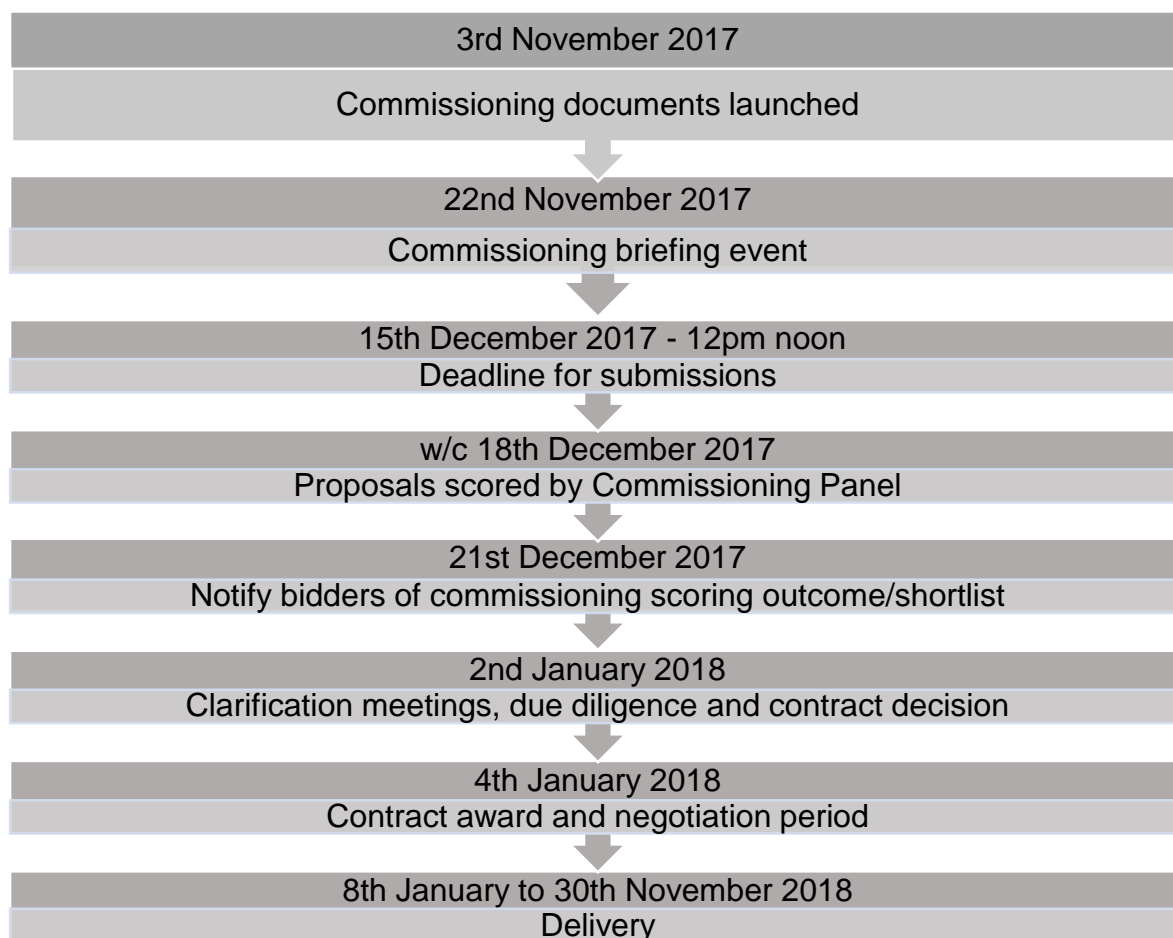 3rd November 2017
Commissioning documents launched
22nd November 2017
Commissioning briefing event
15th December 2017 - 12pm noon
Deadline for submissions
w/c 18th December 2017
Proposals scored by Commissioning Panel
21st December 2017
Notify bidders of commissioning scoring outcome/shortlist
2nd January 2018
Clarification meetings, due diligence and contract decision
4th January 2018
Contract award and negotiation period
8th January to 30th November 2018
Delivery